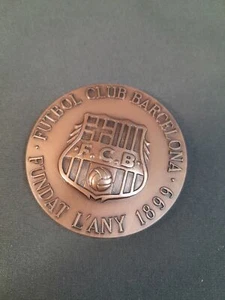 · FUTBOL CLUB BARCELONA ·
F.C.B.
FUNDAT L'ANY 1899